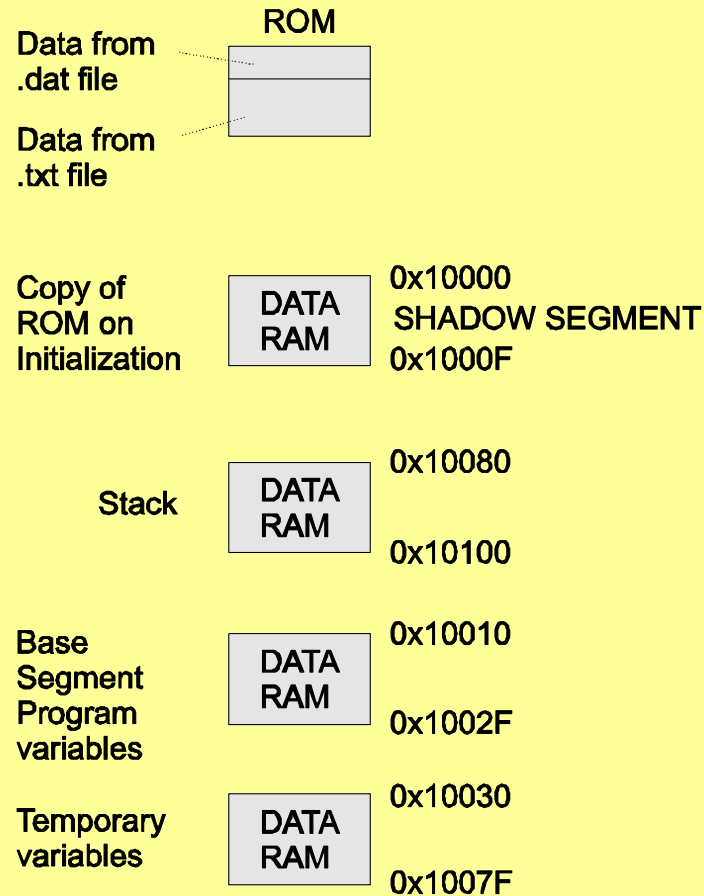 ROM
Data from
.dat file
Data from
.txt file
Copy of
ROM on
Initialization
DATA
RAM
0x10000
SHADOW SEGMENT
0x1000F
Stack
DATA
RAM
0x10080
0x10100
Base
Segment
Program
variables
DATA
RAM
0x10010
0x1002F
Temporary
variables
DATA
RAM
0x10030
0x1007F